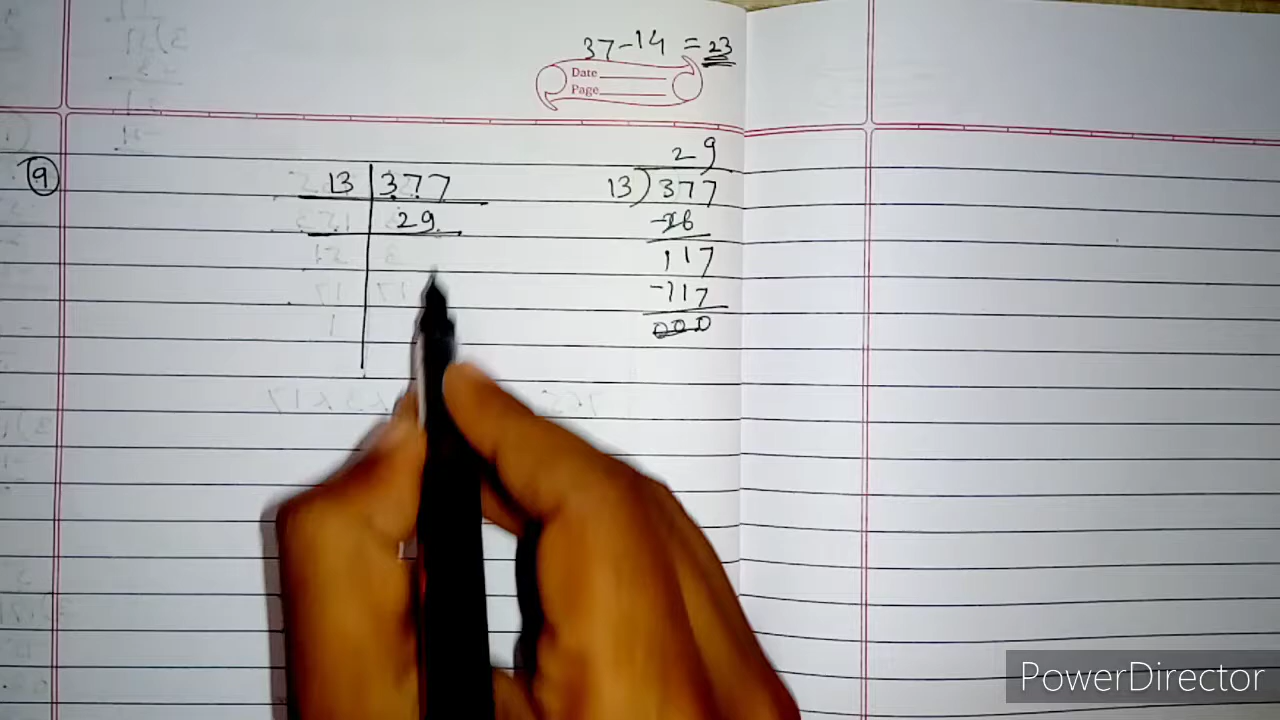 37-14 = 23
Date
Page
9
13 | 377
29
29
13 ) 377
-26
117
-117
000
PowerDirector